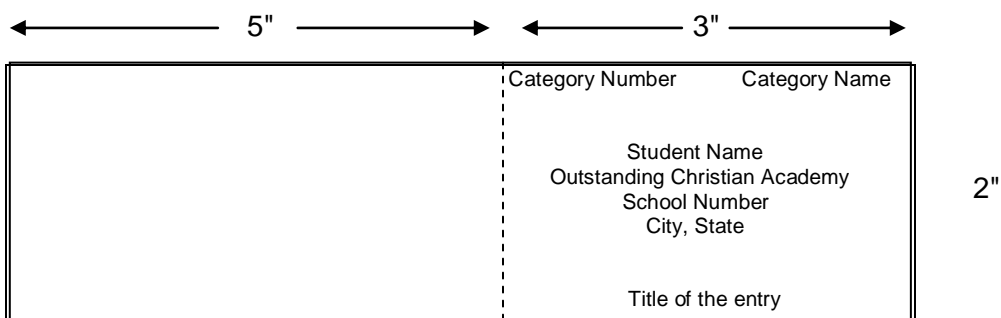 5" 3"
Category Number Category Name
Student Name
Outstanding Christian Academy
School Number
2"
City, State
Title of the entry